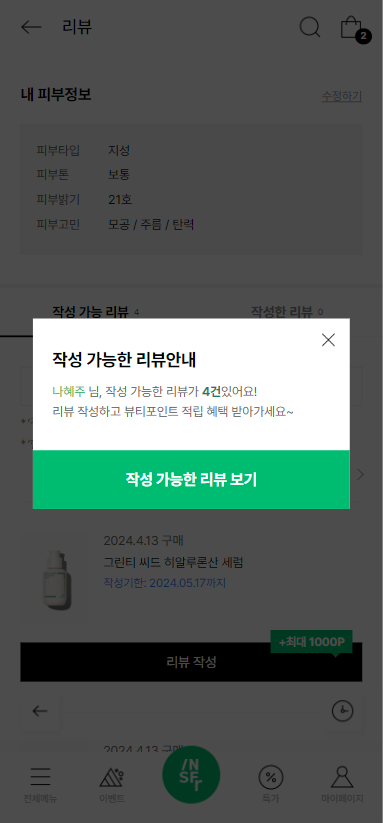 리뷰
2
내 피부정보
수정하기
피부타입 지성
피부톤 보통
피부밝기 21호
피부고민 모공 / 주름 / 탄력
작성 가능 리뷰 4
작성한 리뷰 0
작성 가능한 리뷰안내
나혜주 님, 작성 가능한 리뷰가 4건있어요!
리뷰 작성하고 뷰티포인트 적립 혜택 받아가세요~
작성 가능한 리뷰 보기
2024.4.13 구매
그린티 씨드 히알루론산 세럼
작성기한: 2024.05.17까지
+최대 1000P
리뷰 작성
2024.4.13 구매
전체메뉴
이벤트
INSFr
특가
마이페이지